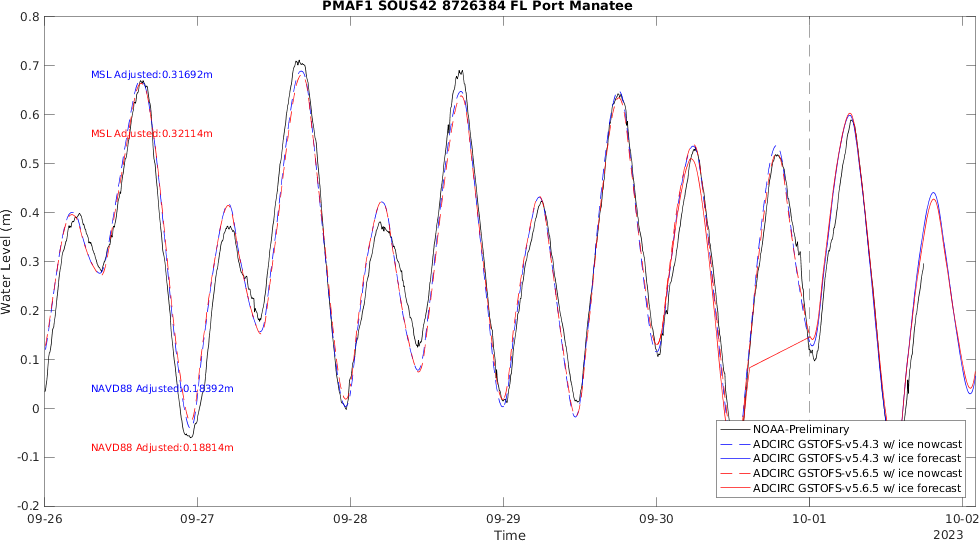 PMAF1 SOUS42 8726384 FL Port Manatee
0.8
0.7
0.6
0.5
0.4
0.3
0.2
0.1
0
-0.1
-0.2
Water Level (m)
MSL Adjusted:0.31692m
MSL Adjusted:0.32114m
NAVD88 Adjusted:0.18392m
NAVD88 Adjusted:0.18814m
NOAA-Preliminary
ADCIRC GSTOFS-v5.4.3 w/ ice nowcast
ADCIRC GSTOFS-v5.4.3 w/ ice forecast
ADCIRC GSTOFS-v5.6.5 w/ ice nowcast
ADCIRC GSTOFS-v5.6.5 w/ ice forecast
09-26 09-27 09-28 09-29 09-30 10-01 10-02
Time
2023